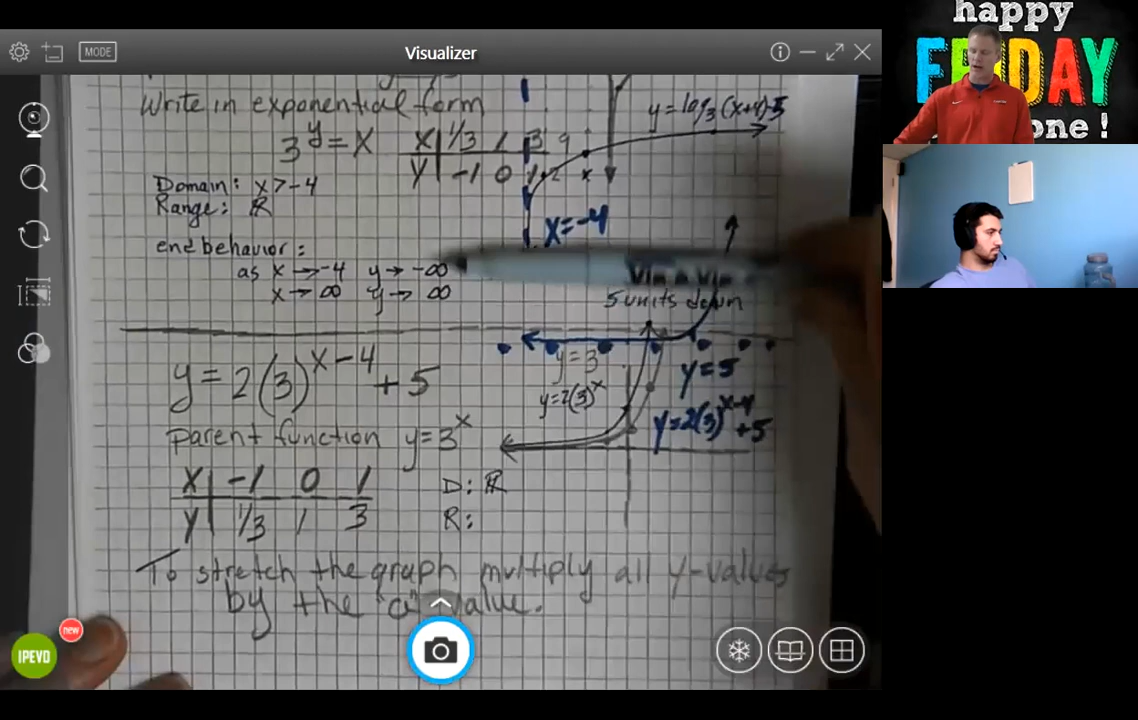 happy
FRIDAY
one !
MODE
Visualizer
Write in exponential form
y = log3 (x+4)-5
3^y = X
X | 1/3 1 3 9
Y | -1 0 1 2
Domain: x > -4
Range: ℝ
x = -4
end behavior:
as x → -4 y → -∞
x → ∞ y → ∞
5 units down
y = 2(3)^x-4 + 5
y = 3
y = 5
y=2(3)^x
y=2(3)^x-4 +5
parent function y = 3^x
X | -1 0 1
Y | 1/3 1 3
D: ℝ
R:
To stretch the graph multiply all y-values
by the "a" value.
new
IPEVO